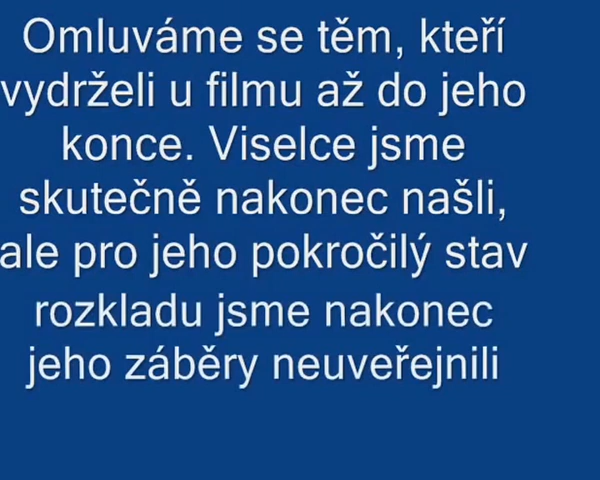 Omluváme se těm, kteří
vydrželi u filmu až do jeho
konce. Viselce jsme
skutečně nakonec našli,
ale pro jeho pokročilý stav
rozkladu jsme nakonec
jeho záběry neuveřejnili